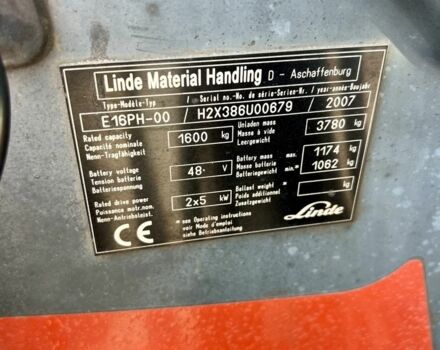 Linde Material Handling D - Aschaffenburg
Type-Modèle-Typ / Serial no.-No. de série-Serien-Nr. / year-année-Baujahr
E16PH-00 / H2X386U00679 / 2007
Rated capacity
Capacité nominale
Nenn-Tragfähigkeit
1600 kg
Unladen mass
Masse à vide
Leergewicht
3780 kg
Battery voltage
Tension batterie
Batteriespannung
48 V
Battery mass
Masse batterie
Batteriegewicht
max. 1174 kg
min. 1062 kg
Rated drive power
Puissance motr.nom.
Nenn-Antriebsleist.
2x5 kW
Ballast weight *
Poids additionnel
Zusatzgewicht
kg
CE
* see Operating instructions
voir Mode d'emploi
siehe Betriebsanleitung
Linde